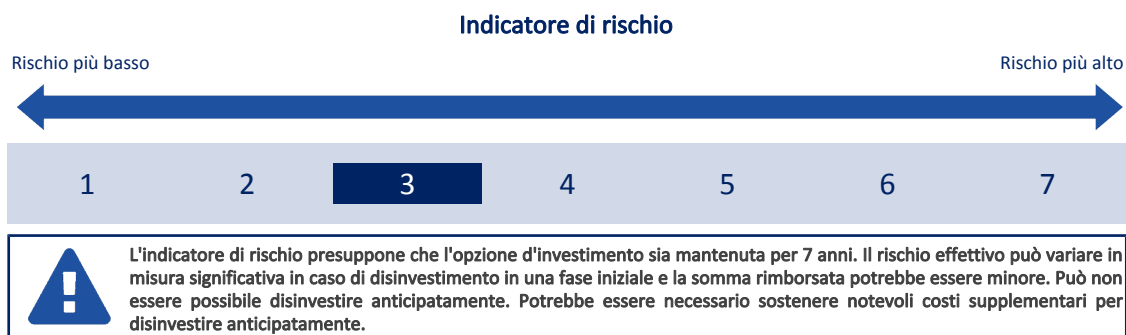 Indicatore di rischio
Rischio più basso Rischio più alto
1 2 3 4 5 6 7
L'indicatore di rischio presuppone che l'opzione d'investimento sia mantenuta per 7 anni. Il rischio effettivo può variare in
misura significativa in caso di disinvestimento in una fase iniziale e la somma rimborsata potrebbe essere minore. Può non
essere possibile disinvestire anticipatamente. Potrebbe essere necessario sostenere notevoli costi supplementari per
disinvestire anticipatamente.